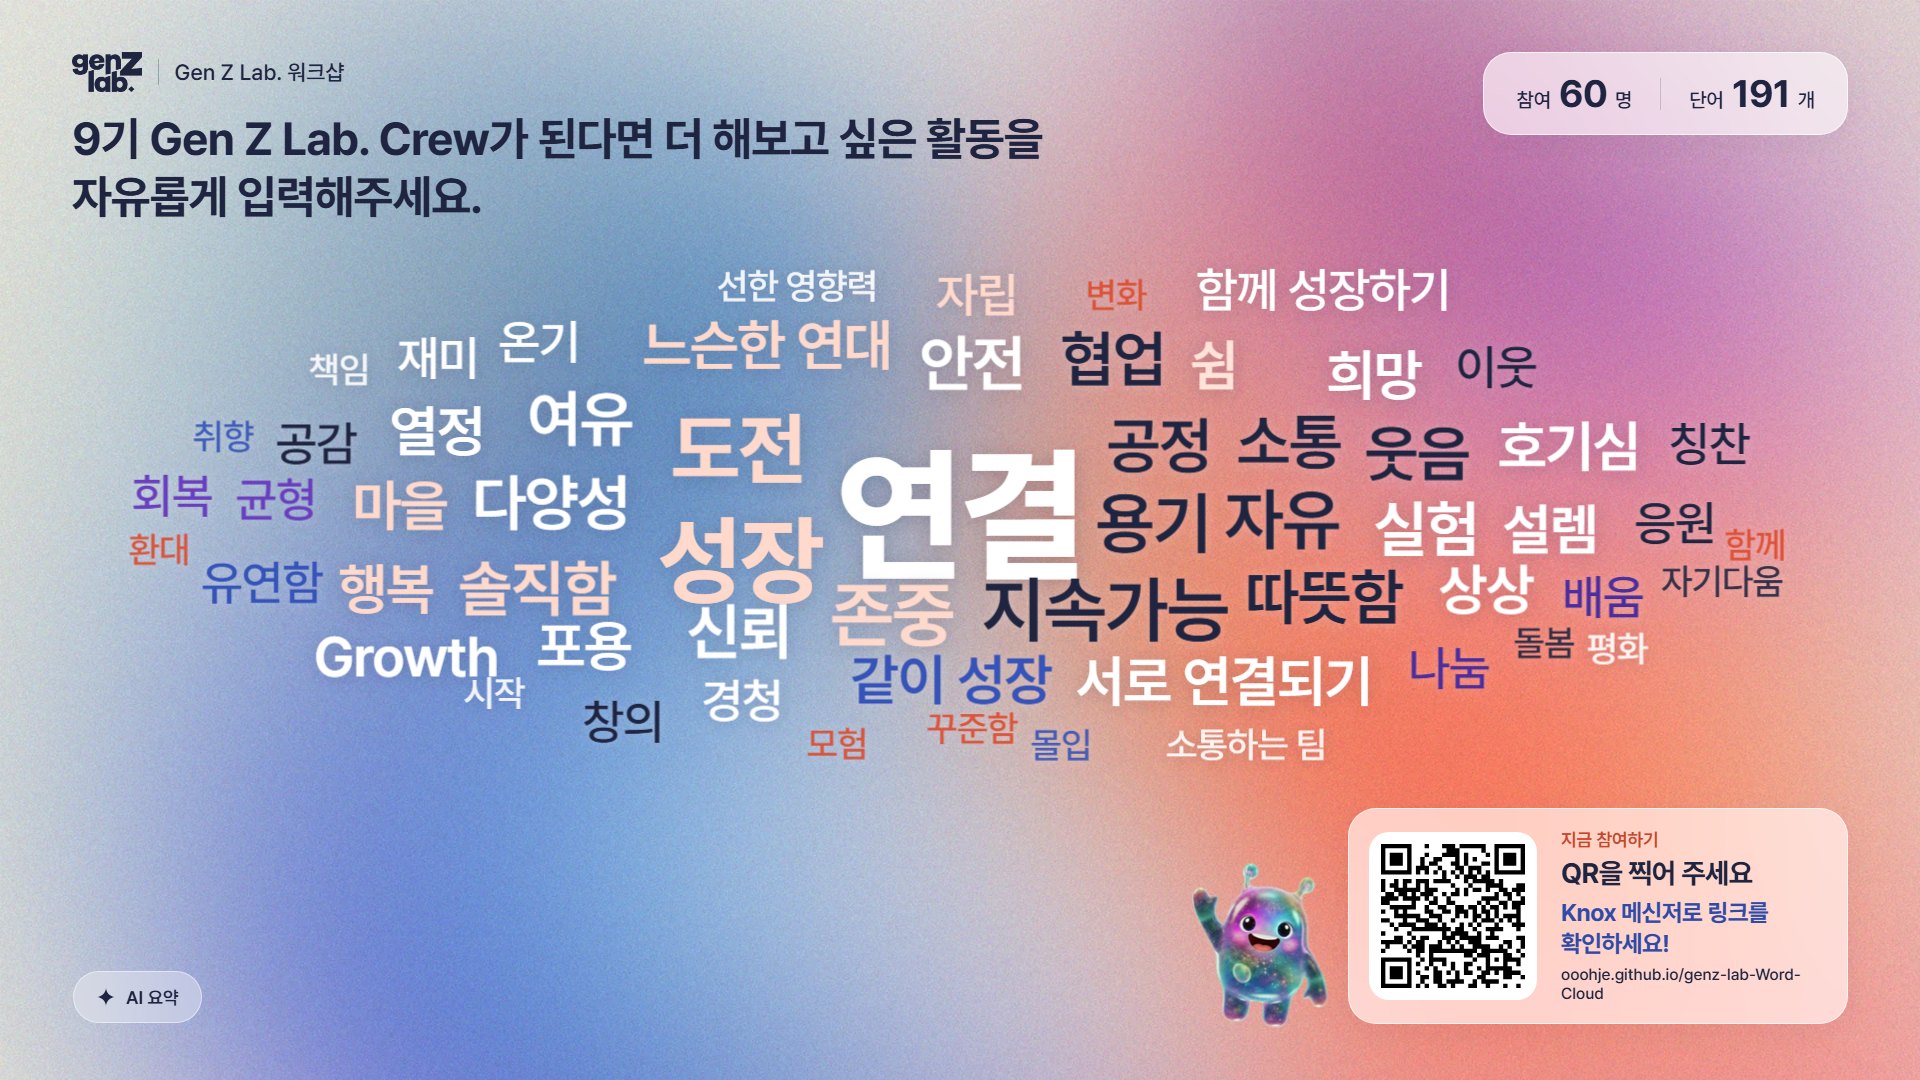 genZ lab.
Gen Z Lab. 워크샵
참여 60 명
단어 191 개
9기 Gen Z Lab. Crew가 된다면 더 해보고 싶은 활동을
자유롭게 입력해주세요.
선한 영향력
자립
변화
함께 성장하기
책임
재미
온기
느슨한 연대
안전
협업
쉼
희망
이웃
취향
공감
열정
여유
도전
연결
공정
소통
웃음
호기심
칭찬
회복
균형
마을
다양성
성장
용기
자유
실험
설렘
응원
함께
환대
유연함
행복
솔직함
존중
지속가능
따뜻함
상상
배움
자기다움
Growth
포용
신뢰
같이 성장
서로 연결되기
나눔
돌봄
평화
시작
창의
경청
모험
꾸준함
몰입
소통하는 팀
지금 참여하기
QR을 찍어 주세요
Knox 메신저로 링크를
확인하세요!
ooohje.github.io/genz-lab-Word-
Cloud
AI 요약